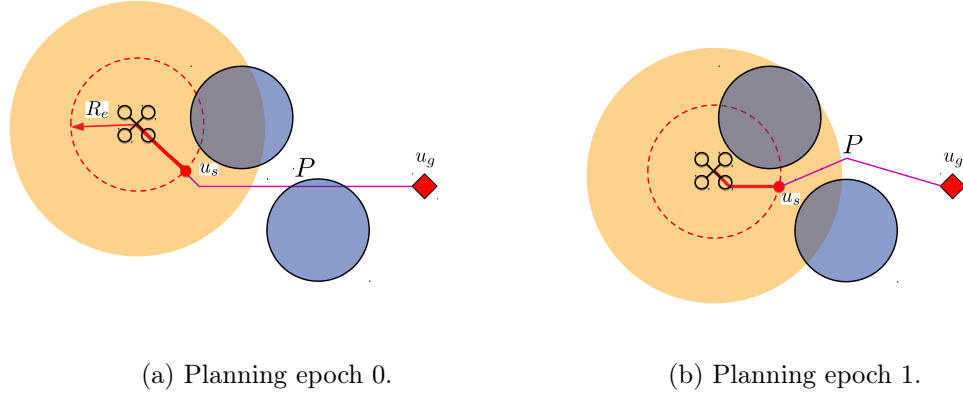 R_e
u_s
P
u_g
P
u_g
u_s
(a) Planning epoch 0.
(b) Planning epoch 1.